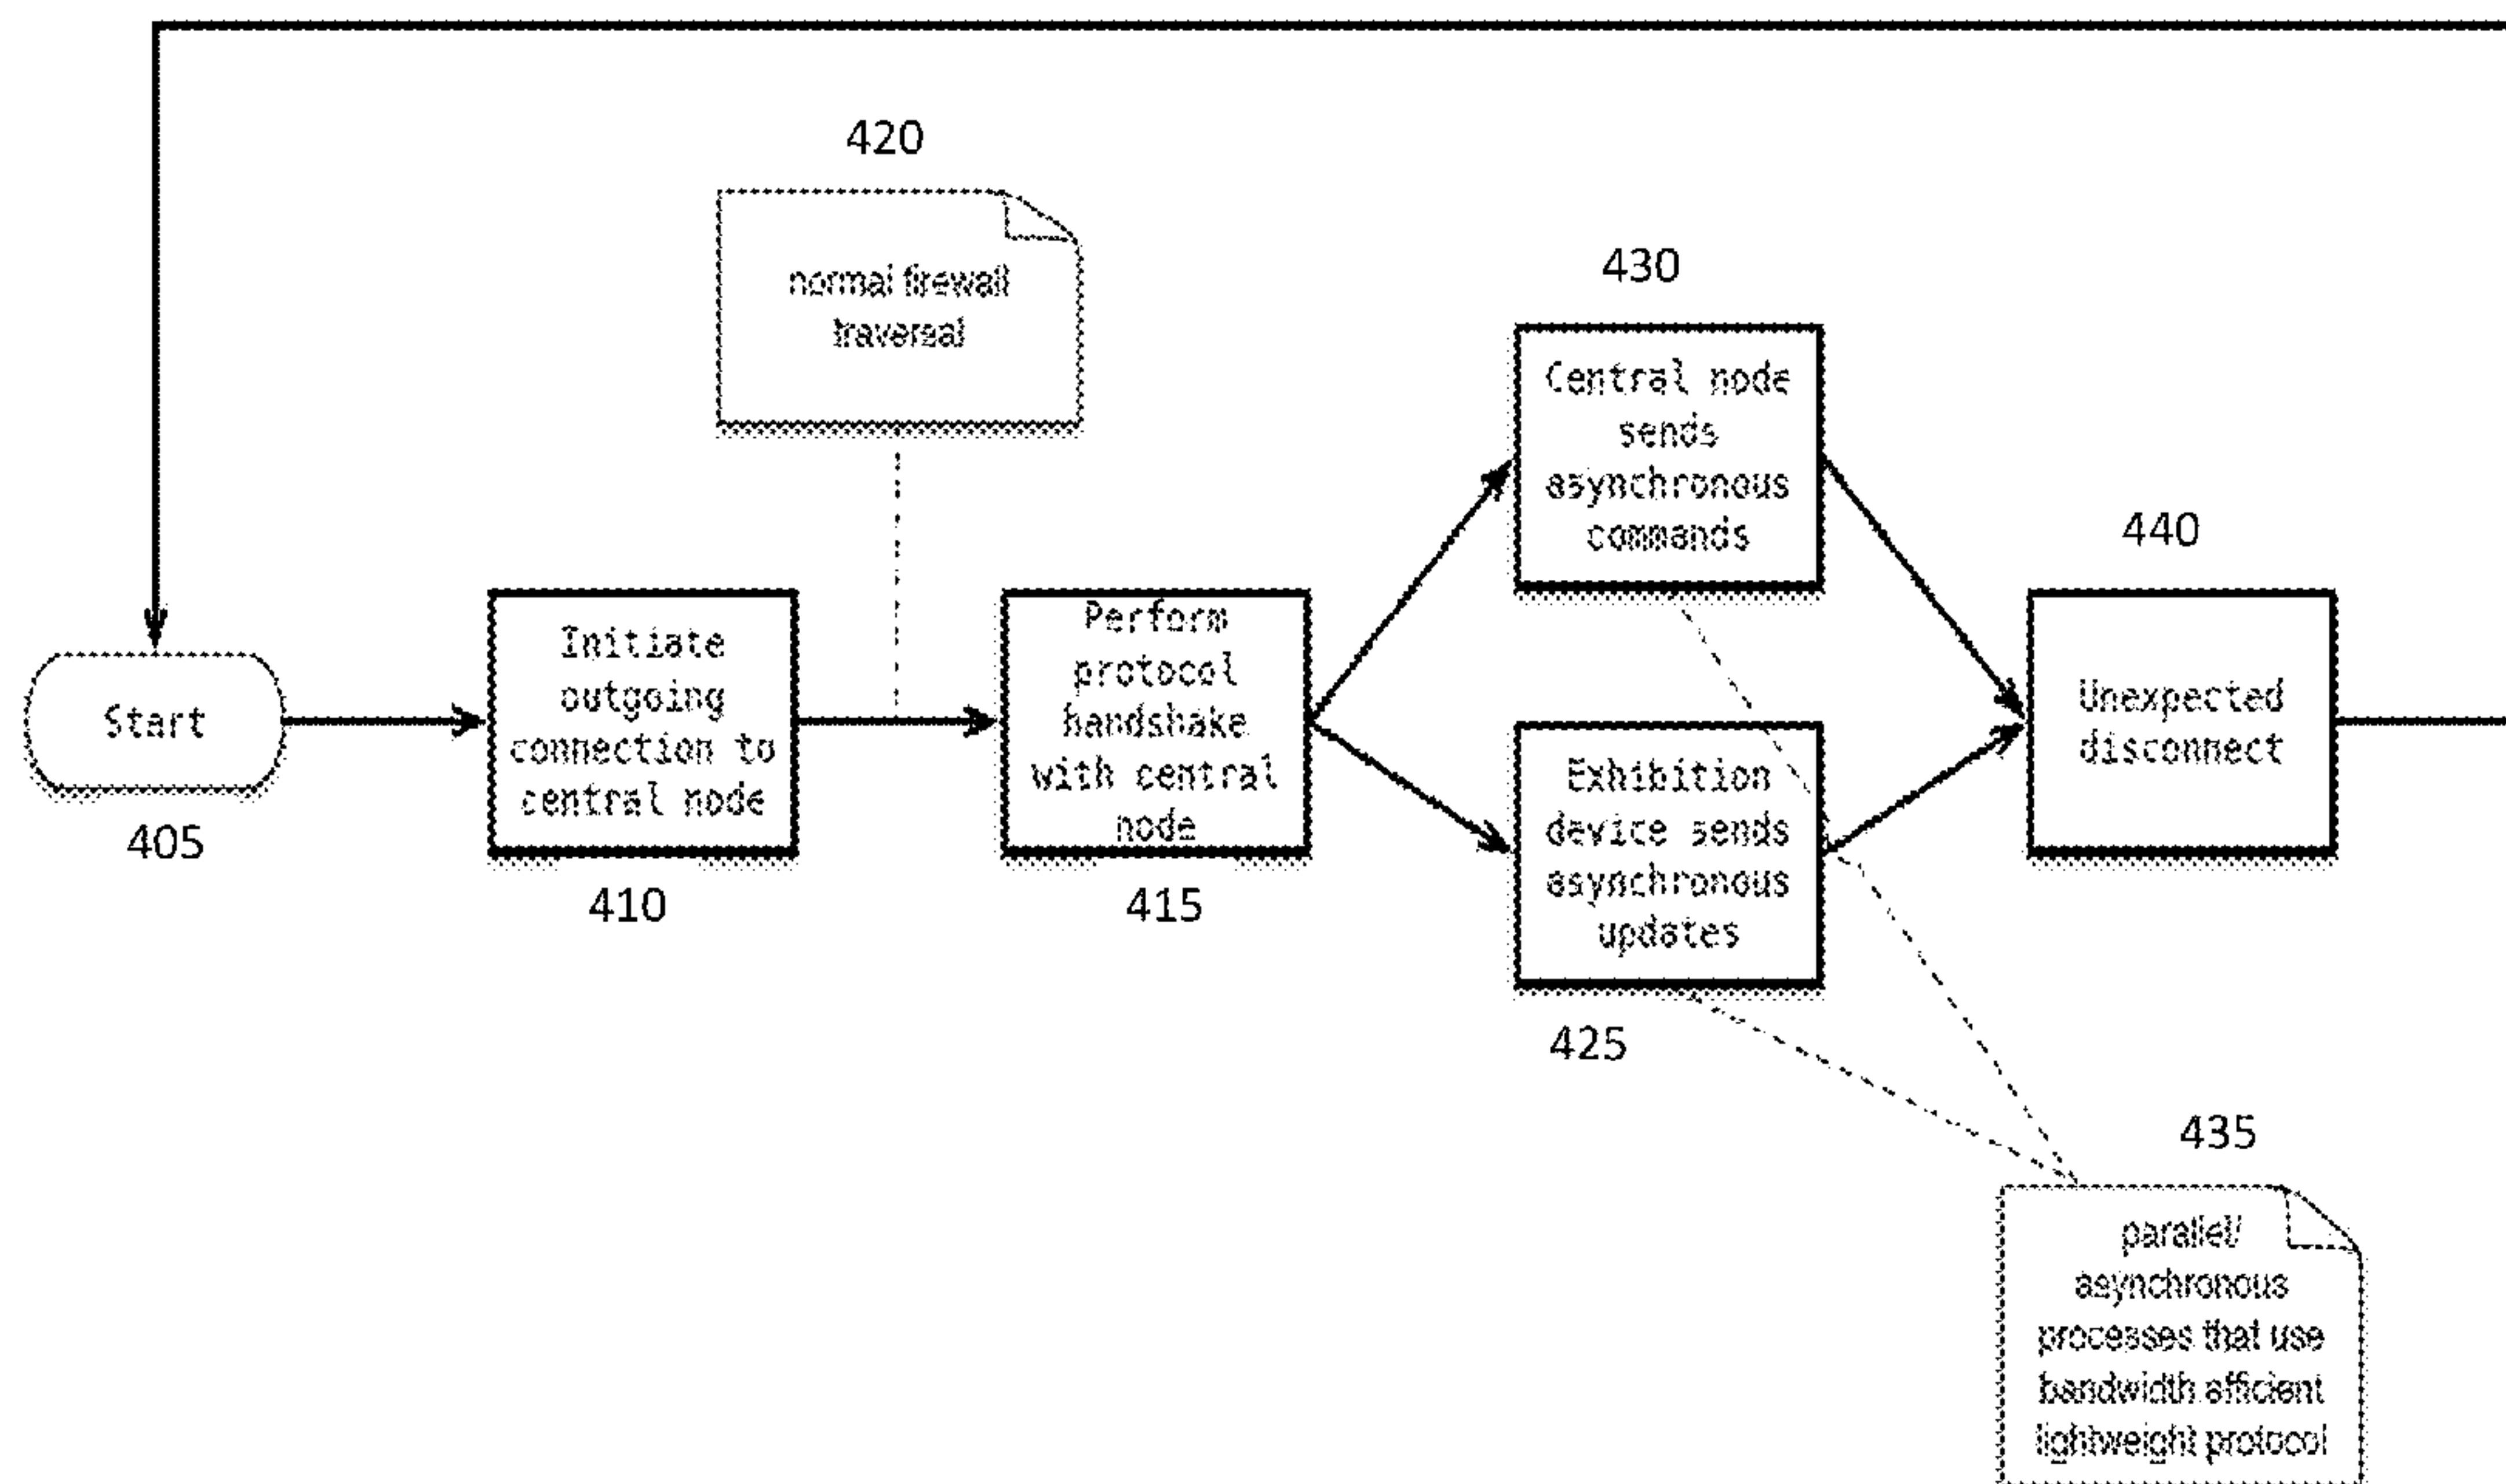 420
normal firewall
traversal
430
Central node
sends
asynchronous
commands
440
Start
405
Initiate
outgoing
connection to
central node
410
Perform
protocol
handshake
with central
node
415
Exhibition
device sends
asynchronous
updates
425
Unexpected
disconnect
435
parallel/
asynchronous
processes that use
bandwidth efficient
lightweight protocol